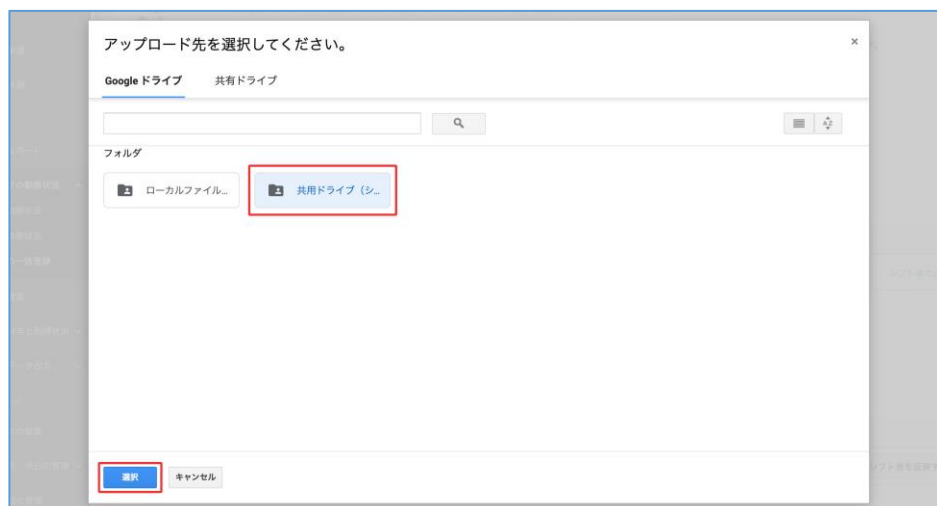 アップロード先を選択してください。
×
Google ドライブ 共有ドライブ
フォルダ
ローカルファイル... 共用ドライブ（シ...
選択 キャンセル